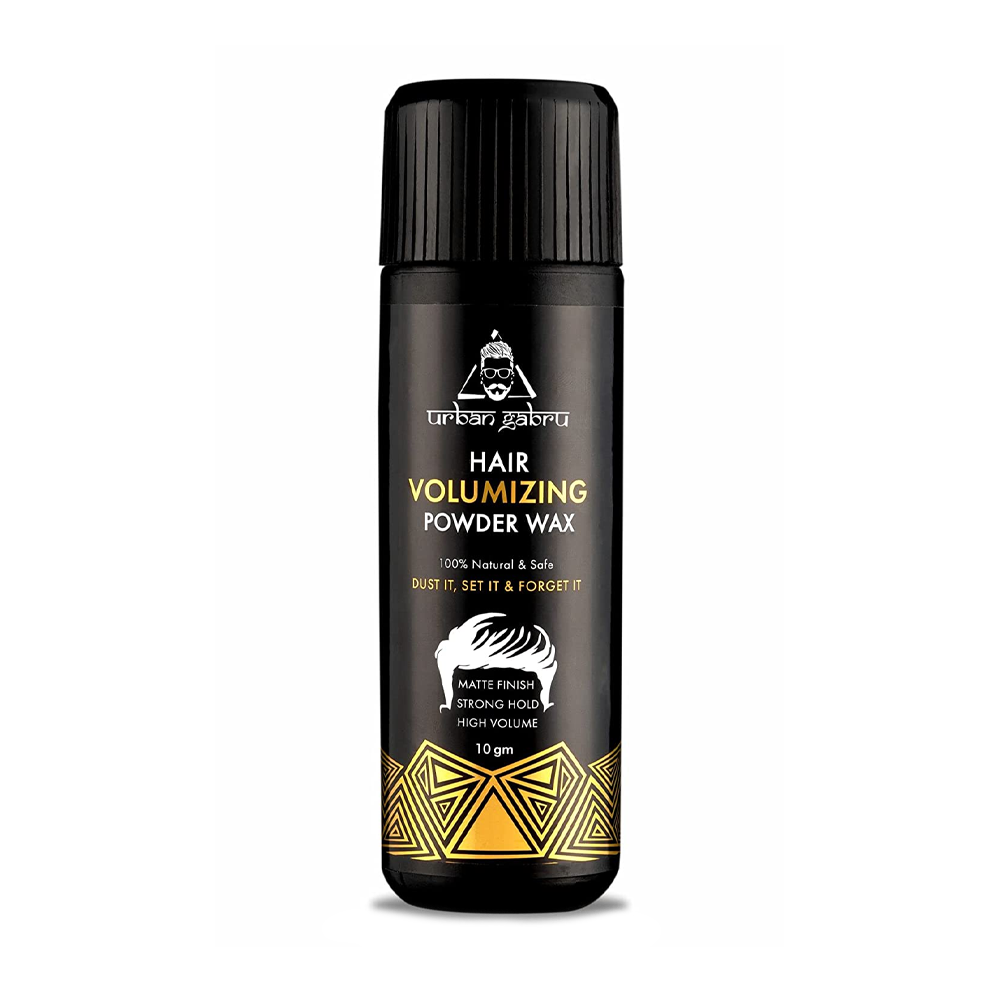 urban gabru
HAIR
VOLUMIZING
POWDER WAX
100% Natural & Safe
DUST IT, SET IT & FORGET IT
MATTE FINISH
STRONG HOLD
HIGH VOLUME
10 gm